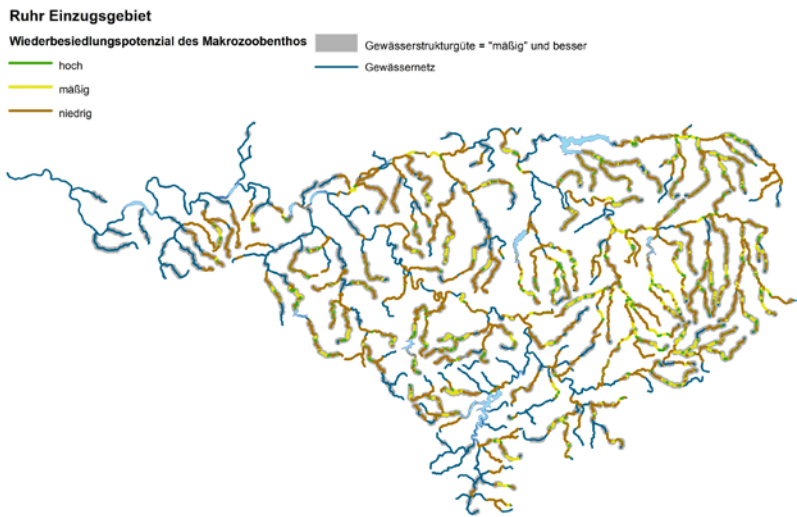 Ruhr Einzugsgebiet
Wiederbesiedlungspotenzial des Makrozoobenthos
hoch
mäßig
niedrig
Gewässerstrukturgüte = "mäßig" und besser
Gewässernetz